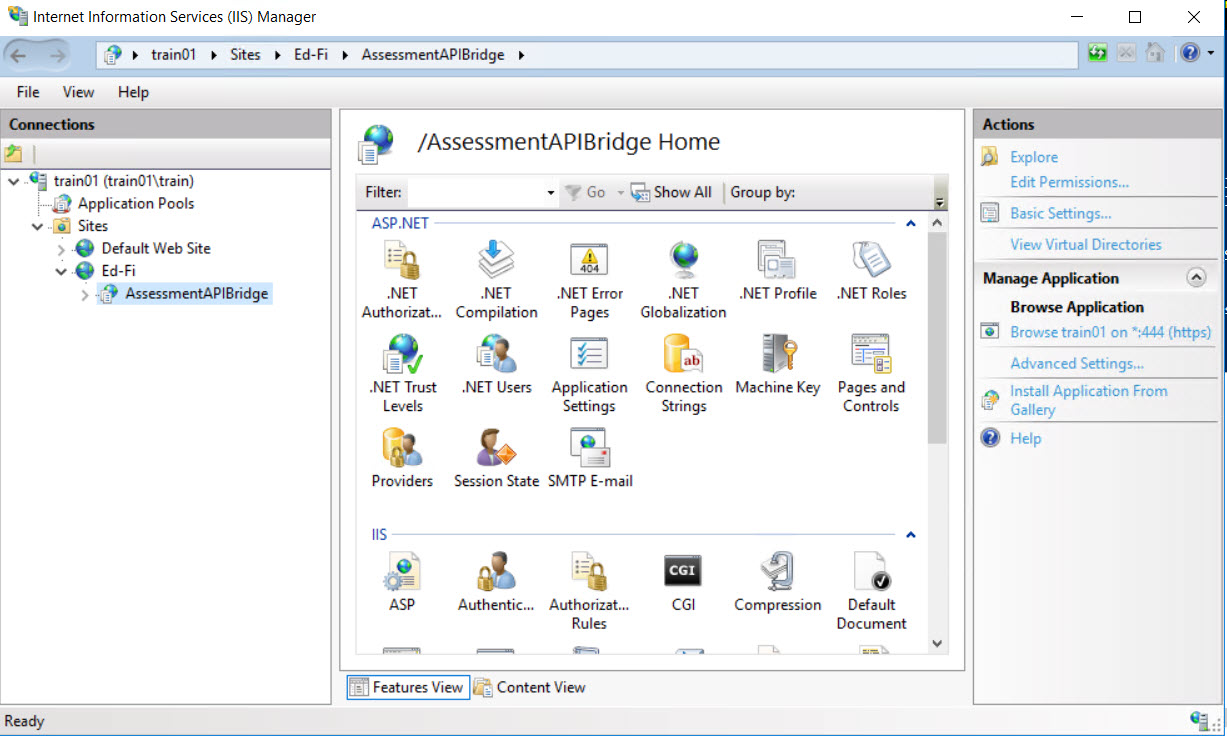 Internet Information Services (IIS) Manager
train01 Sites Ed-Fi AssessmentAPIBridge
File View Help
Connections
train01 (train01\train)
Application Pools
Sites
Default Web Site
Ed-Fi
AssessmentAPIBridge
/AssessmentAPIBridge Home
Filter: Go Show All Group by:
ASP.NET
404
.NET Authorizat...
.NET Compilation
.NET Error Pages
.NET Globalization
.NET Profile
.NET Roles
.NET Trust Levels
.NET Users
Application Settings
ab
Connection Strings
Machine Key
Pages and Controls
Providers
Session State
SMTP E-mail
IIS
ASP
Authentic...
Authorizat... Rules
CGI
CGI
Compression
Default Document
Features View Content View
Actions
Explore
Edit Permissions...
Basic Settings...
View Virtual Directories
Manage Application
Browse Application
Browse train01 on *:444 (https)
Advanced Settings...
Install Application From
Gallery
Help
Ready